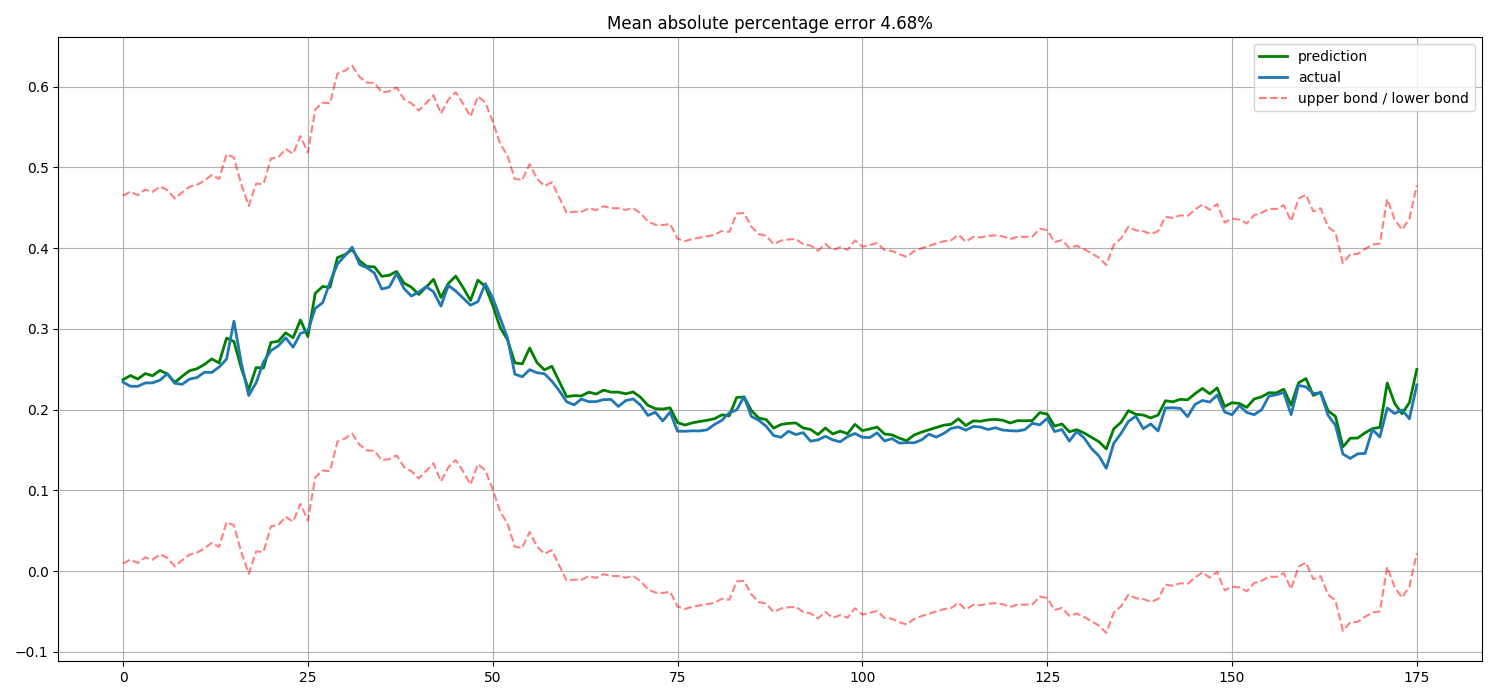 Mean absolute percentage error 4.68%
prediction
actual
upper bond / lower bond
0.6
0.5
0.4
0.3
0.2
0.1
0.0
−0.1
0 25 50 75 100 125 150 175